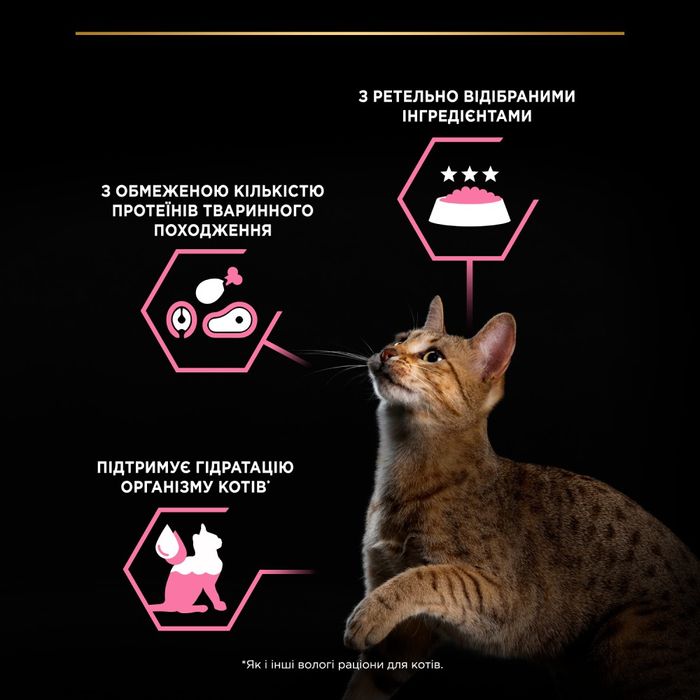 З РЕТЕЛЬНО ВІДІБРАНИМИ
ІНГРЕДІЄНТАМИ
З ОБМЕЖЕНОЮ КІЛЬКІСТЮ
ПРОТЕЇНІВ ТВАРИННОГО
ПОХОДЖЕННЯ
ПІДТРИМУЄ ГІДРАТАЦІЮ
ОРГАНІЗМУ КОТІВ*
*Як і інші вологі раціони для котів.